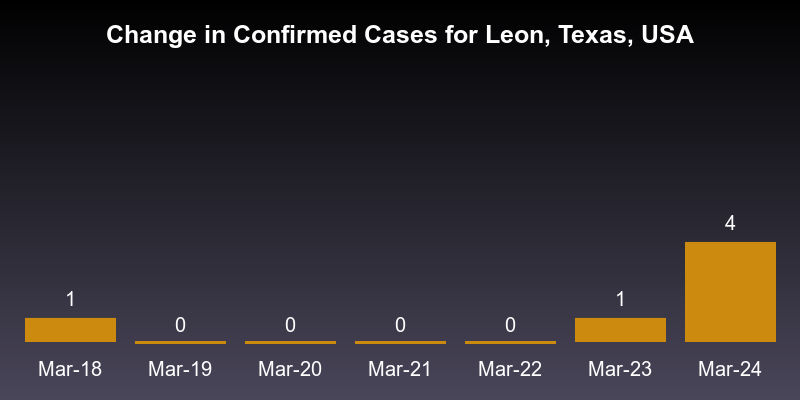 Change in Confirmed Cases for Leon, Texas, USA
4
1
1
0
0
0
0
Mar-18
Mar-19
Mar-20
Mar-21
Mar-22
Mar-23
Mar-24